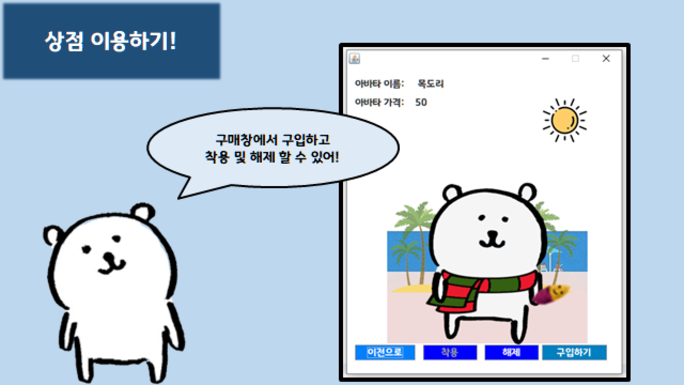 상점 이용하기!
아바타 이름: 목도리
아바타 가격: 50
구매창에서 구입하고
착용 및 해제 할 수 있어!
이전으로 착용 해제 구입하기